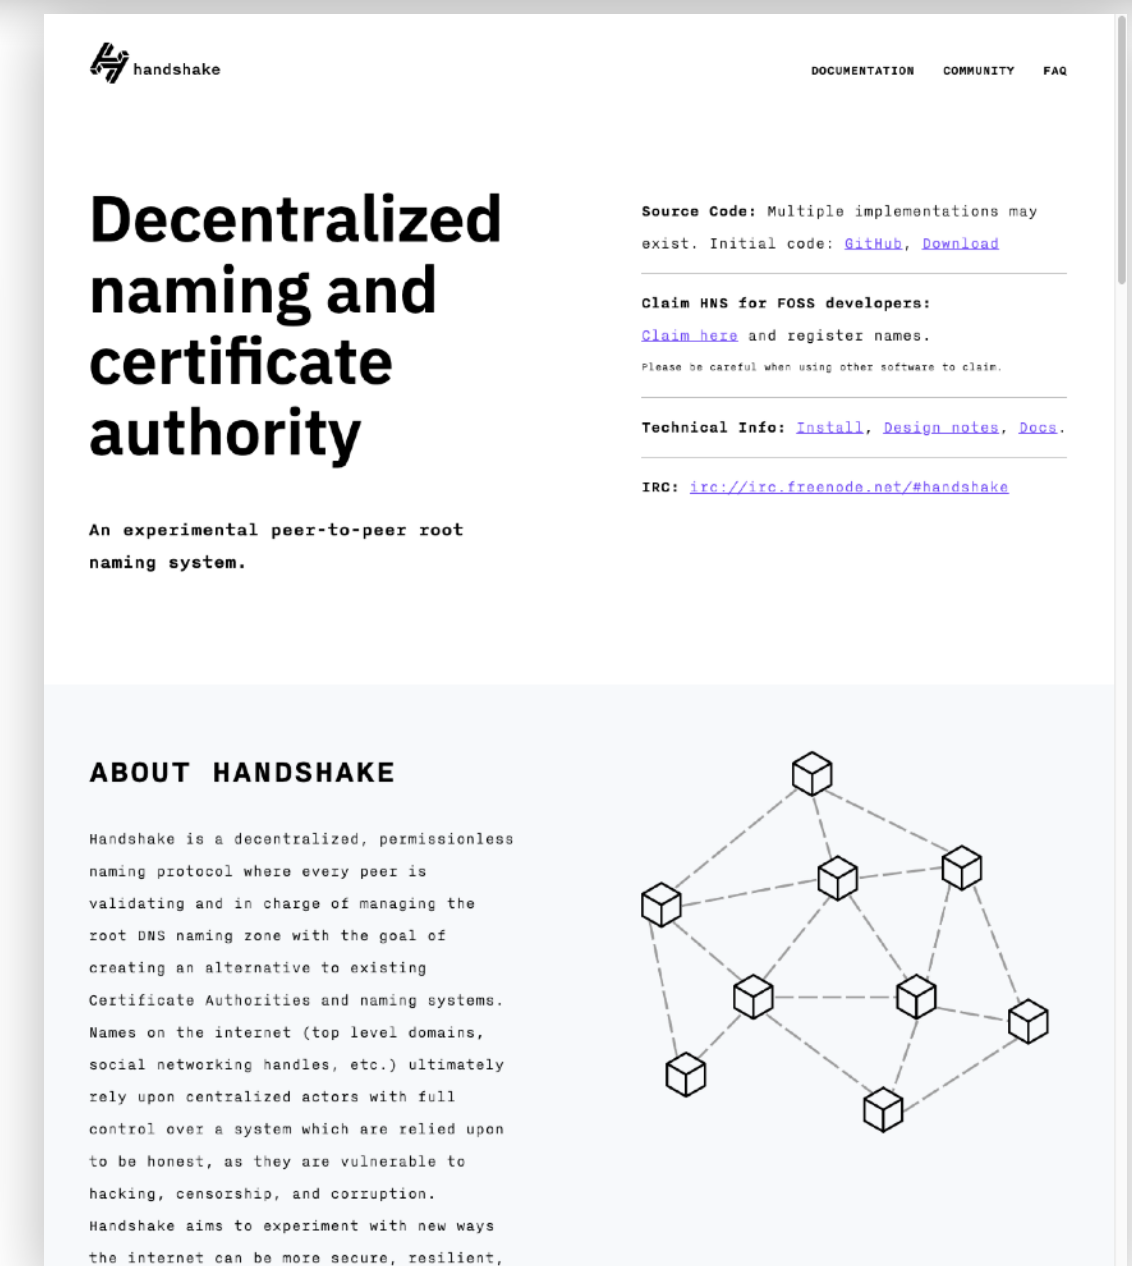 handshake
DOCUMENTATION COMMUNITY FAQ
Decentralized
naming and
certificate
authority
An experimental peer-to-peer root
naming system.
Source Code: Multiple implementations may
exist. Initial code: GitHub, Download
Claim HNS for FOSS developers:
Claim here and register names.
Please be careful when using other software to claim.
Technical Info: Install, Design notes, Docs.
IRC: irc://irc.freenode.net/#handshake
ABOUT HANDSHAKE
Handshake is a decentralized, permissionless
naming protocol where every peer is
validating and in charge of managing the
root DNS naming zone with the goal of
creating an alternative to existing
Certificate Authorities and naming systems.
Names on the internet (top level domains,
social networking handles, etc.) ultimately
rely upon centralized actors with full
control over a system which are relied upon
to be honest, as they are vulnerable to
hacking, censorship, and corruption.
Handshake aims to experiment with new ways
the internet can be more secure, resilient,